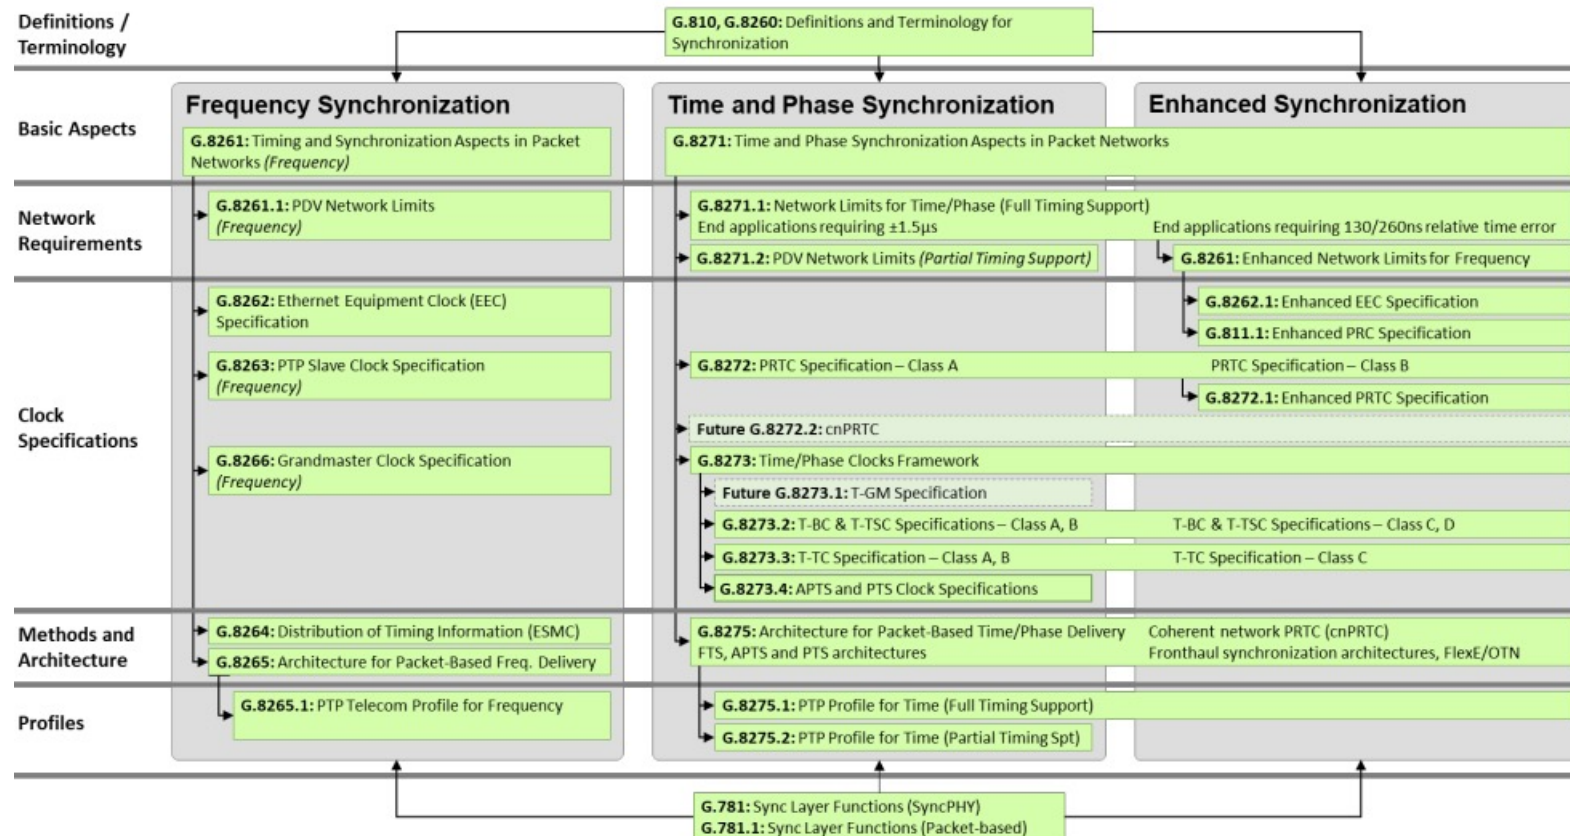 Definitions /
Terminology
G.810, G.8260: Definitions and Terminology for
Synchronization
Basic Aspects
Frequency Synchronization
G.8261: Timing and Synchronization Aspects in Packet
Networks (Frequency)
Time and Phase Synchronization
Enhanced Synchronization
G.8271: Time and Phase Synchronization Aspects in Packet Networks
Network
Requirements
G.8261.1: PDV Network Limits
(Frequency)
G.8271.1: Network Limits for Time/Phase (Full Timing Support)
End applications requiring ±1.5µs
End applications requiring 130/260ns relative time error
G.8271.2: PDV Network Limits (Partial Timing Support)
G.8261: Enhanced Network Limits for Frequency
Clock
Specifications
G.8262: Ethernet Equipment Clock (EEC)
Specification
G.8263: PTP Slave Clock Specification
(Frequency)
G.8266: Grandmaster Clock Specification
(Frequency)
G.8262.1: Enhanced EEC Specification
G.811.1: Enhanced PRC Specification
G.8272: PRTC Specification – Class A
PRTC Specification – Class B
G.8272.1: Enhanced PRTC Specification
Future G.8272.2: cnPRTC
G.8273: Time/Phase Clocks Framework
Future G.8273.1: T-GM Specification
G.8273.2: T-BC & T-TSC Specifications – Class A, B
T-BC & T-TSC Specifications – Class C, D
G.8273.3: T-TC Specification – Class A, B
T-TC Specification – Class C
G.8273.4: APTS and PTS Clock Specifications
Methods and
Architecture
G.8264: Distribution of Timing Information (ESMC)
G.8265: Architecture for Packet-Based Freq. Delivery
G.8275: Architecture for Packet-Based Time/Phase Delivery
FTS, APTS and PTS architectures
Coherent network PRTC (cnPRTC)
Fronthaul synchronization architectures, FlexE/OTN
Profiles
G.8265.1: PTP Telecom Profile for Frequency
G.8275.1: PTP Profile for Time (Full Timing Support)
G.8275.2: PTP Profile for Time (Partial Timing Spt)
G.781: Sync Layer Functions (SyncPHY)
G.781.1: Sync Layer Functions (Packet-based)